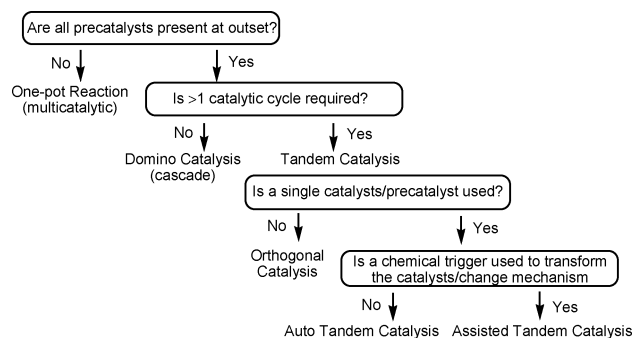 Are all precatalysts present at outset?
No
Yes
One-pot Reaction
(multicatalytic)
Is >1 catalytic cycle required?
No
Yes
Domino Catalysis
(cascade)
Tandem Catalysis
Is a single catalysts/precatalyst used?
No
Yes
Orthogonal
Catalysis
Is a chemical trigger used to transform
the catalysts/change mechanism
No
Yes
Auto Tandem Catalysis
Assisted Tandem Catalysis